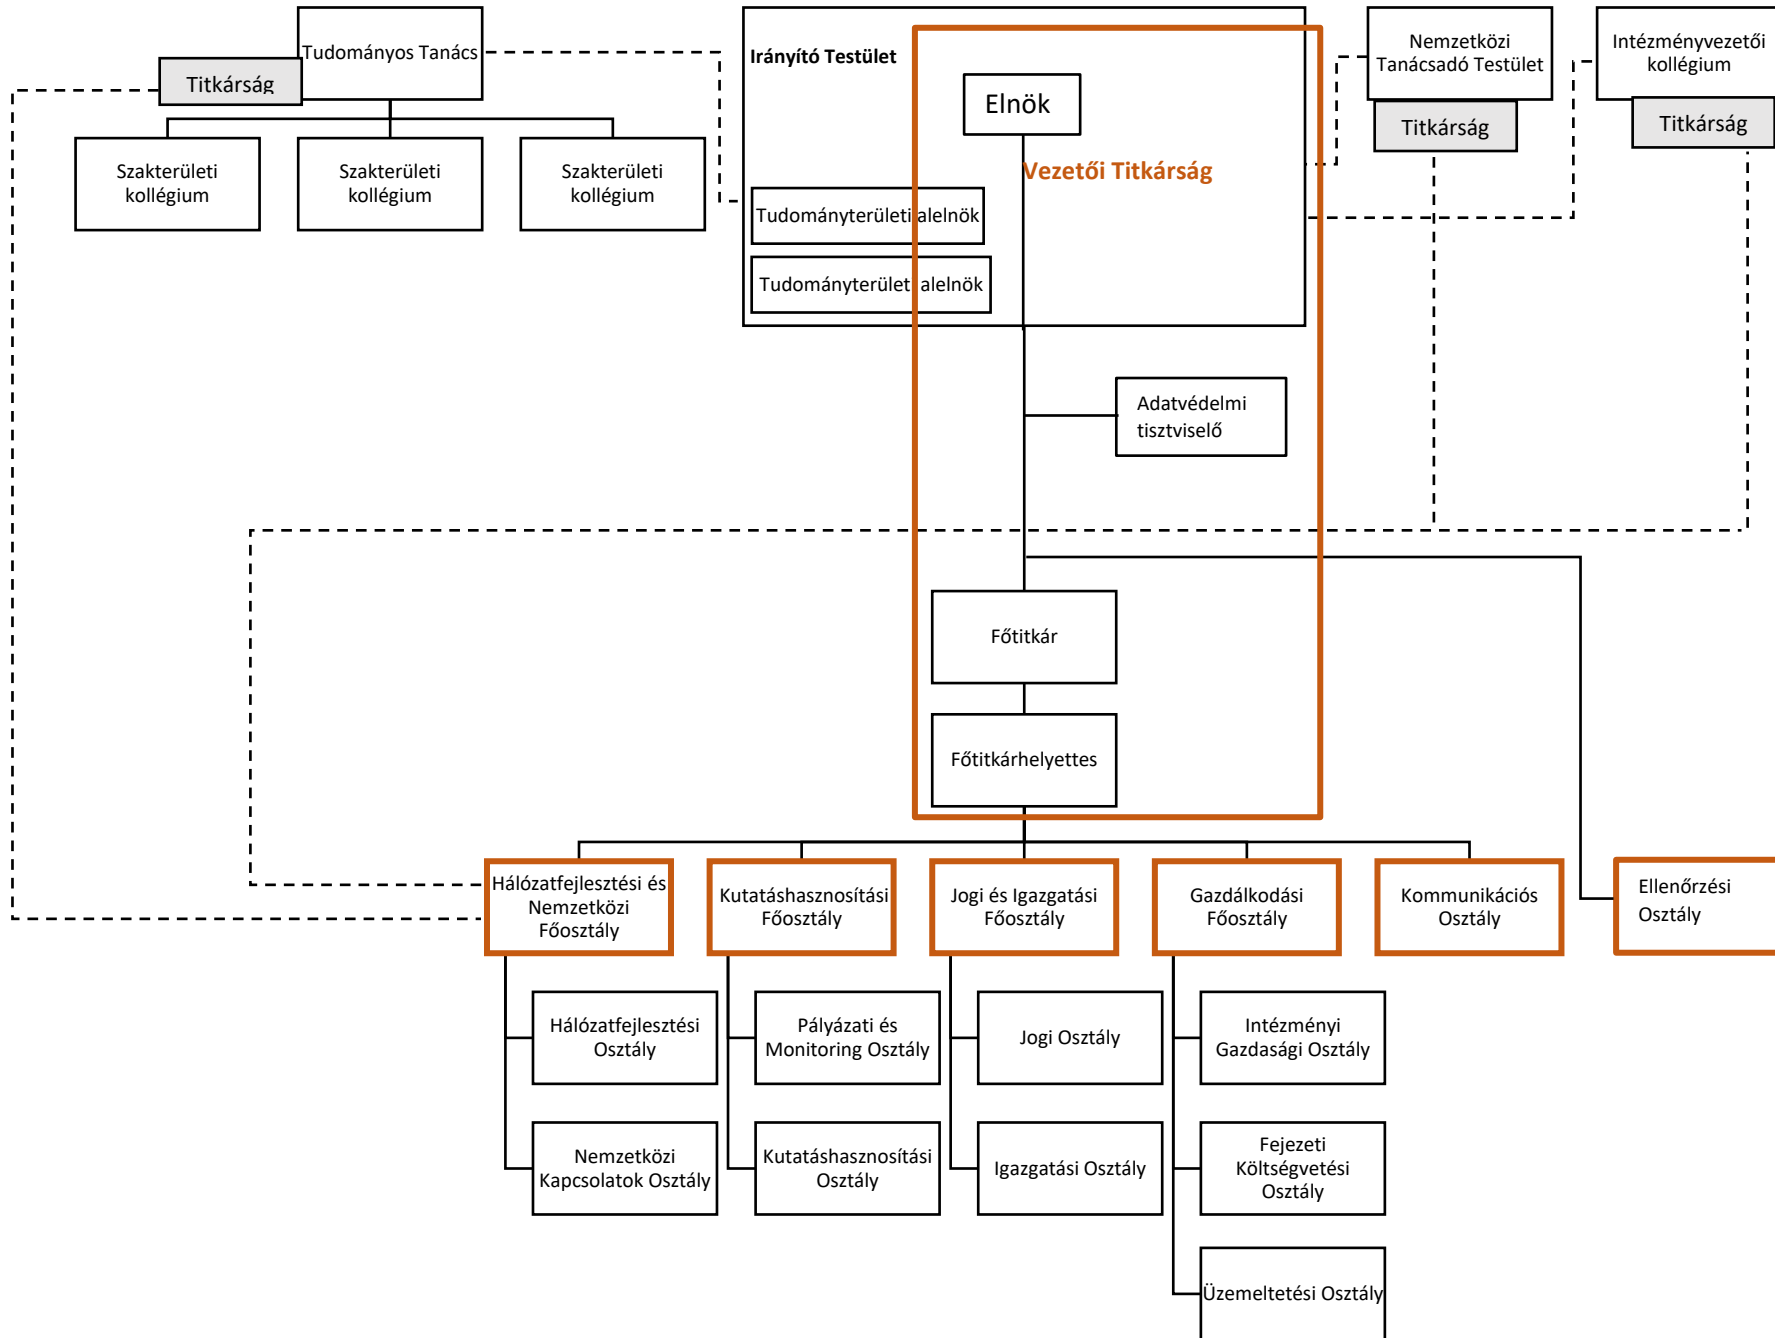 Tudományos Tanács
Titkárság
Szakterületi
kollégium
Szakterületi
kollégium
Szakterületi
kollégium
Irányító Testület
Elnök
Vezetői Titkárság
Tudományterületi alelnök
Tudományterületi alelnök
Nemzetközi
Tanácsadó Testület
Titkárság
Intézményvezetői
kollégium
Titkárság
Adatvédelmi
tisztviselő
Főtitkár
Főtitkárhelyettes
Hálózatfejlesztési és
Nemzetközi
Főosztály
Kutatáshasznosítási
Főosztály
Jogi és Igazgatási
Főosztály
Gazdálkodási
Főosztály
Kommunikációs
Osztály
Ellenőrzési
Osztály
Hálózatfejlesztési
Osztály
Pályázati és
Monitoring Osztály
Jogi Osztály
Intézményi
Gazdasági Osztály
Nemzetközi
Kapcsolatok Osztály
Kutatáshasznosítási
Osztály
Igazgatási Osztály
Fejezeti
Költségvetési
Osztály
Üzemeltetési Osztály